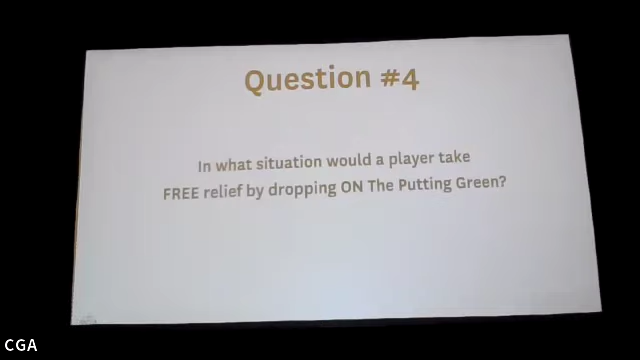 Question #4
In what situation would a player take
FREE relief by dropping ON The Putting Green?
CGA